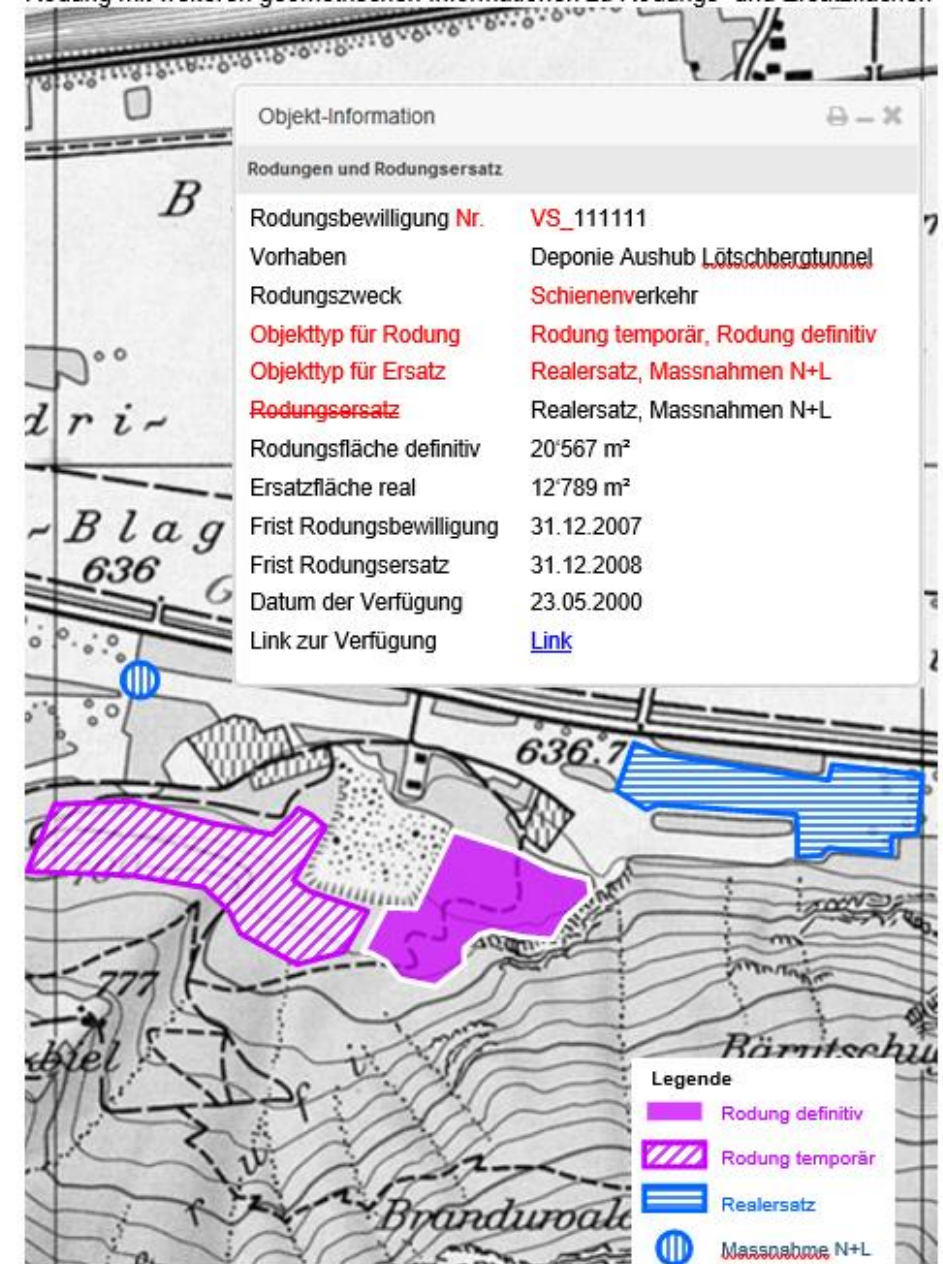 Rodung mit weiteren geometrischen Informationen zB Rodungs- und Ersatzflächen
Objekt-Information
Rodungen und Rodungsersatz
Rodungsbewilligung Nr. VS_111111
Vorhaben Deponie Aushub Lötschbergtunnel
Rodungszweck Schienenverkehr
Objekttyp für Rodung Rodung temporär, Rodung definitiv
Objekttyp für Ersatz Realersatz, Massnahmen N+L
Rodungsersatz Realersatz, Massnahmen N+L
Rodungsfläche definitiv 20'567 m²
Ersatzfläche real 12'789 m²
Frist Rodungsbewilligung 31.12.2007
Frist Rodungsersatz 31.12.2008
Datum der Verfügung 23.05.2000
Link zur Verfügung Link
B
dri-
-Blag
636
G
636.7
777
biel
Bärutschu
f i
u
f
Branduwald
Legende
Rodung definitiv
Rodung temporär
Realersatz
Massnahme N+L